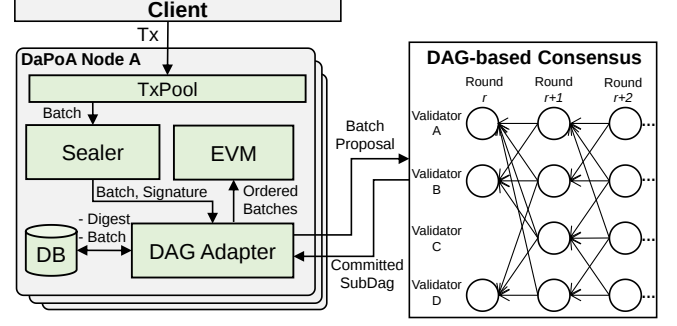 Client
Tx
DaPoA Node A
TxPool
Batch
Sealer
EVM
Batch, Signature
Ordered
Batches
- Digest
- Batch
DB
DAG Adapter
Batch
Proposal
Committed
SubDag
DAG-based Consensus
Round
r
Round
r+1
Round
r+2
Validator
A
...
Validator
B
...
Validator
C
...
Validator
D
...